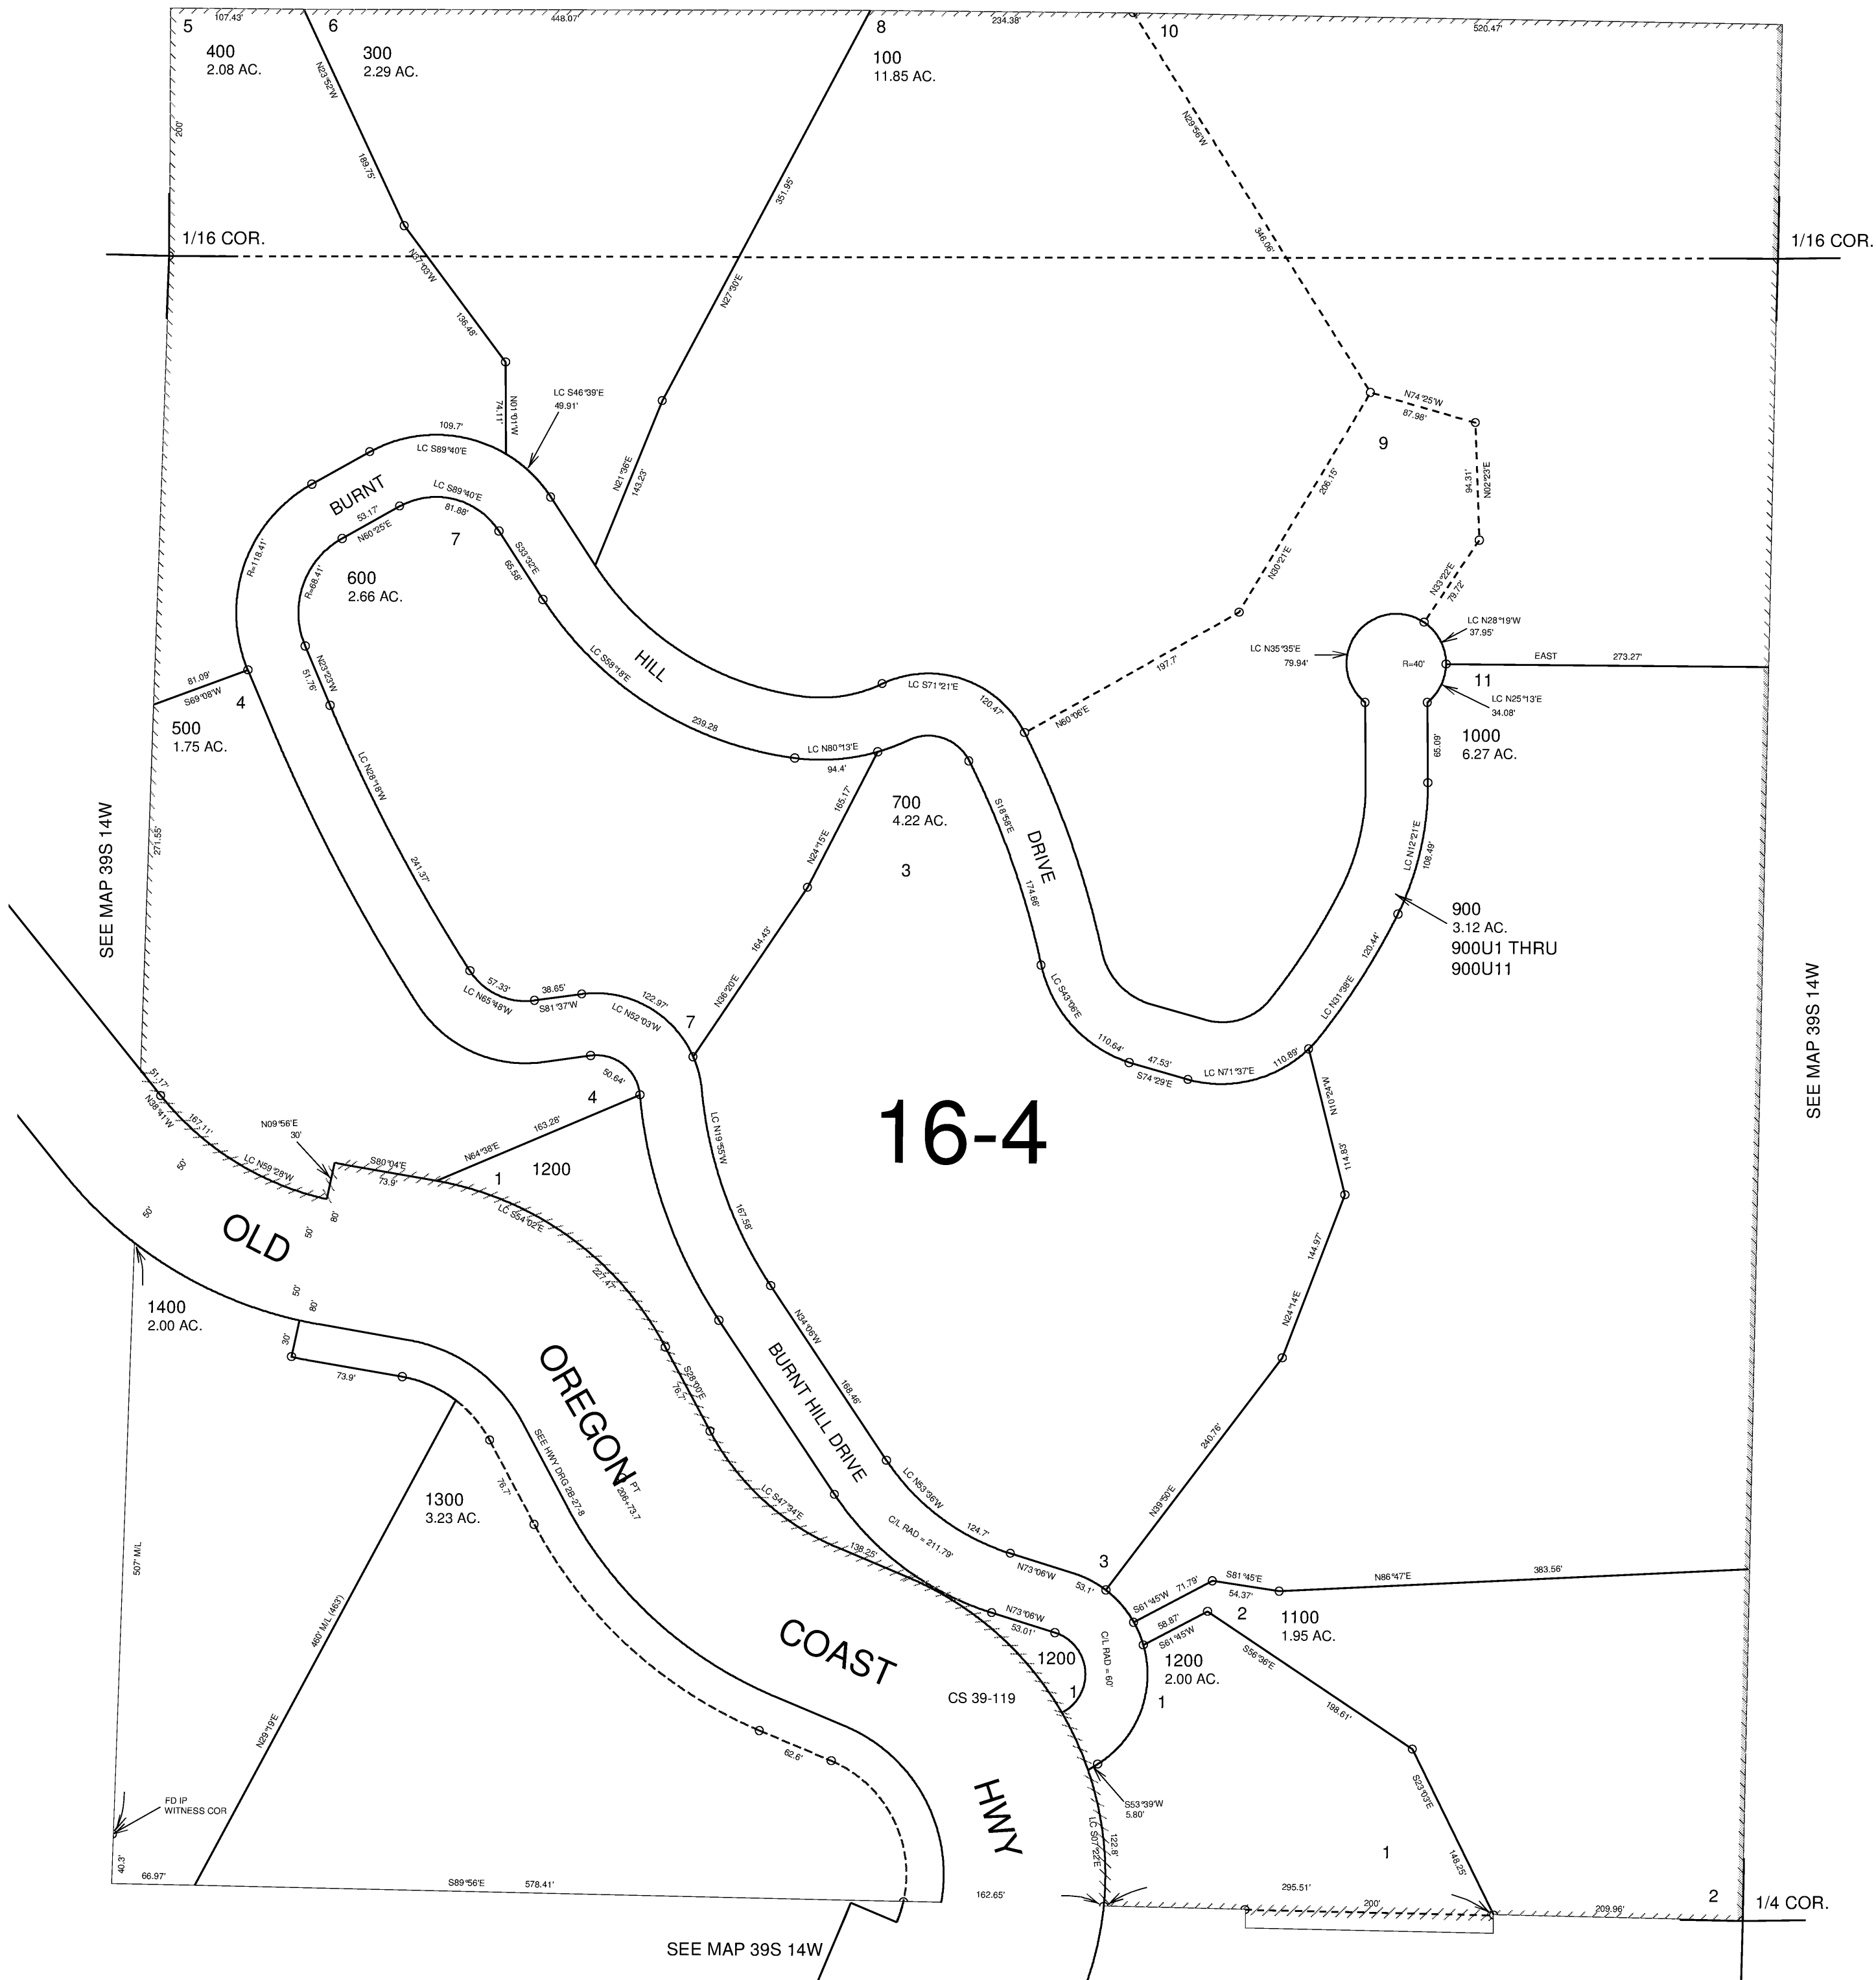 107.43'
448.07'
234.38'
520.47'
5
6
8
10
400
2.08 AC.
300
2.29 AC.
100
11.85 AC.
N23°52'W
200'
189.75'
N29°56'W
351.95'
346.06'
1/16 COR.
1/16 COR.
N37°03'W
N27°30'E
136.48'
LC S46°39'E
49.91'
N01°01'W
74.11'
N74°25'W
87.98'
109.7'
LC S89°40'E
9
N21°36'E
143.23'
206.15'
94.31'
N02°23'E
BURNT
LC S89°40'E
81.88'
53.17'
N60°25'E
7
R=118.41'
S33°32'E
65.58'
N30°21'E
600
2.66 AC.
R=68.41'
N33°22'E
79.72'
LC N28°19'W
37.95'
LC N35°35'E
79.94'
R=40'
EAST
273.27'
HILL
LC S58°18'E
197.7'
11
N23°23'W
51.76'
81.09'
S69°08'W
4
LC S71°21'E
120.47'
LC N25°13'E
34.08'
N60°06'E
500
1.75 AC.
239.28
LC N80°13'E
94.4'
1000
6.27 AC.
65.09'
LC N28°18'W
165.17'
700
4.22 AC.
S18°58'E
SEE MAP 39S 14W
271.55'
241.37'
N24°15'E
3
DRIVE
174.66'
LC N12°21'E
108.49'
900
3.12 AC.
900U1 THRU
900U11
164.43'
120.44'
57.33'
LC N65°48'W
38.65'
S81°37'W
122.97'
LC N52°03'W
N36°20'E
LC S43°06'E
LC N31°38'E
SEE MAP 39S 14W
7
110.64'
47.53'
S74°29'E
LC N71°37'E
110.89'
51.17'
N38°41'W
50.64'
4
N10°24'W
167.11'
N09°56'E
30'
163.28'
N64°38'E
16-4
LC N19°55'W
114.83'
50'
LC N59°28'W
S80°04'E
73.9'
1
1200
50'
50'
80'
LC S54°02'E
167.58'
OLD
144.97'
227.47'
50'
80'
1400
2.00 AC.
N24°14'E
30'
N34°06'W
OREGON
S28°00'E
76.7'
BURNT HILL DRIVE
73.9'
168.46'
240.76'
SEE HWY DRG 2B-27-8
76.7'
PT
206+73.7
LC N53°36'W
LC S47°34'E
1300
3.23 AC.
N39°50'E
C/L RAD = 211.79'
124.7'
138.25'
507' M/L
3
N73°06'W
53.1'
S61°45'W
71.79'
S81°45'E
54.37'
N86°47'E
383.56'
460' M/L (463')
N73°06'W
53.01'
58.87'
S61°45'W
2
1100
1.95 AC.
COAST
1200
C/L RAD = 60'
1200
2.00 AC.
S56°36'E
CS 39-119
1
1
198.61'
N29°19'E
62.6'
S23°03'E
FD IP
WITNESS COR
HWY
S53°39'W
5.80'
LC S07°22'E
122.8'
1
148.25'
40.3'
66.97'
S89°56'E
578.41'
162.65'
295.51'
200'
209.96'
2
1/4 COR.
SEE MAP 39S 14W